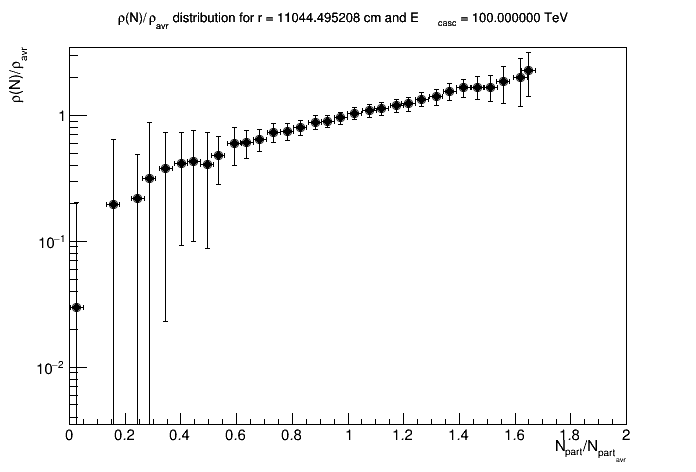 ρ(N)/ρavr distribution for r = 11044.495208 cm and E casc = 100.000000 TeV
ρ(N)/ρavr
1
10−1
10−2
0 0.2 0.4 0.6 0.8 1 1.2 1.4 1.6 1.8 2
Npart/Npartavr